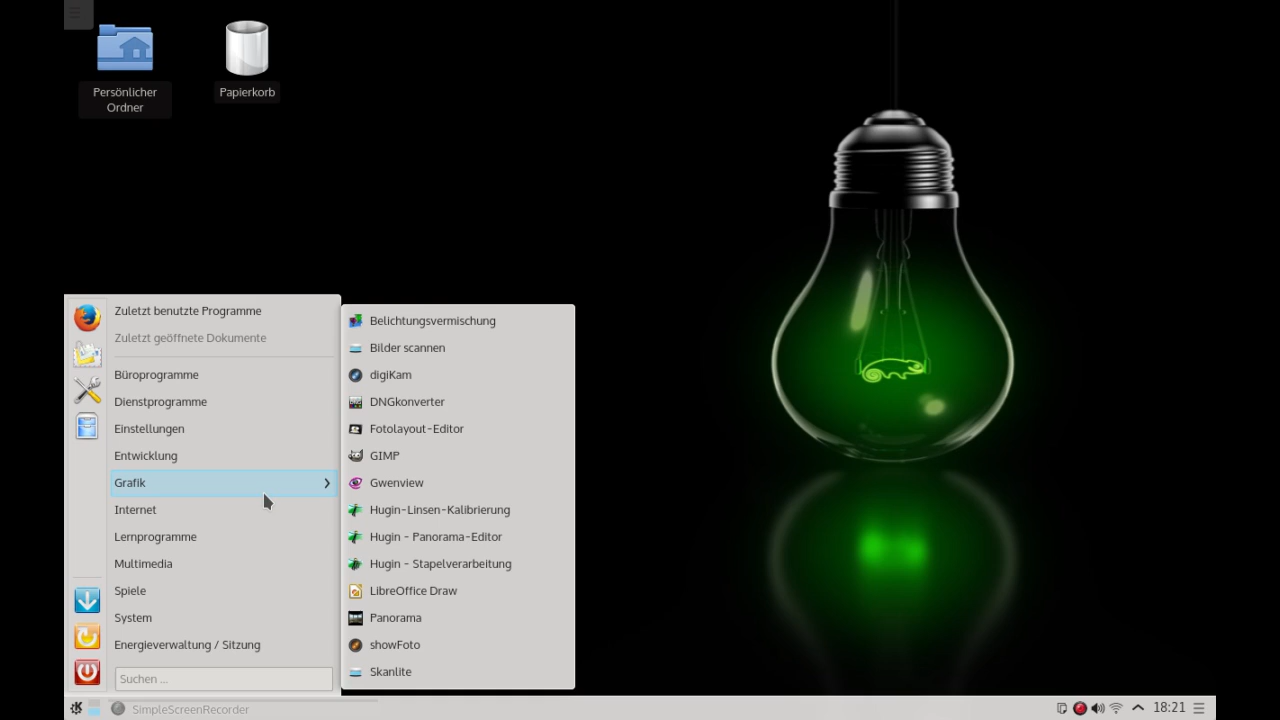 Persönlicher
Ordner
Papierkorb
Zuletzt benutzte Programme
Zuletzt geöffnete Dokumente
Büroprogramme
Dienstprogramme
Einstellungen
Entwicklung
Grafik
Internet
Lernprogramme
Multimedia
Spiele
System
Energieverwaltung / Sitzung
Suchen ...
Belichtungsvermischung
Bilder scannen
digiKam
DNGkonverter
Fotolayout-Editor
GIMP
Gwenview
Hugin-Linsen-Kalibrierung
Hugin - Panorama-Editor
Hugin - Stapelverarbeitung
LibreOffice Draw
Panorama
showFoto
Skanlite
SimpleScreenRecorder
18:21